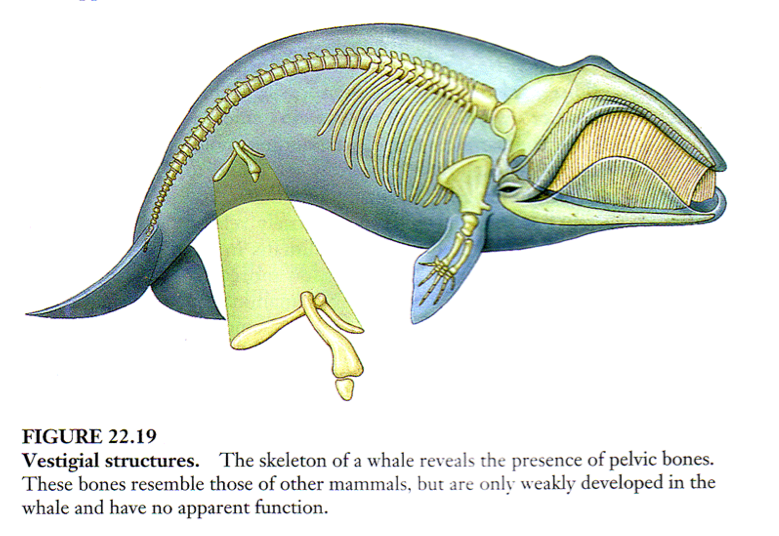 FIGURE 22.19
Vestigial structures. The skeleton of a whale reveals the presence of pelvic bones.
These bones resemble those of other mammals, but are only weakly developed in the
whale and have no apparent function.